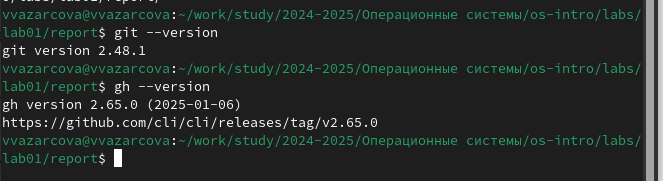 vvazarcova@vvazarcova:~/work/study/2024-2025/Операционные системы/os-intro/labs/
lab01/report$ git --version
git version 2.48.1
vvazarcova@vvazarcova:~/work/study/2024-2025/Операционные системы/os-intro/labs/
lab01/report$ gh --version
gh version 2.65.0 (2025-01-06)
https://github.com/cli/cli/releases/tag/v2.65.0
vvazarcova@vvazarcova:~/work/study/2024-2025/Операционные системы/os-intro/labs/
lab01/report$